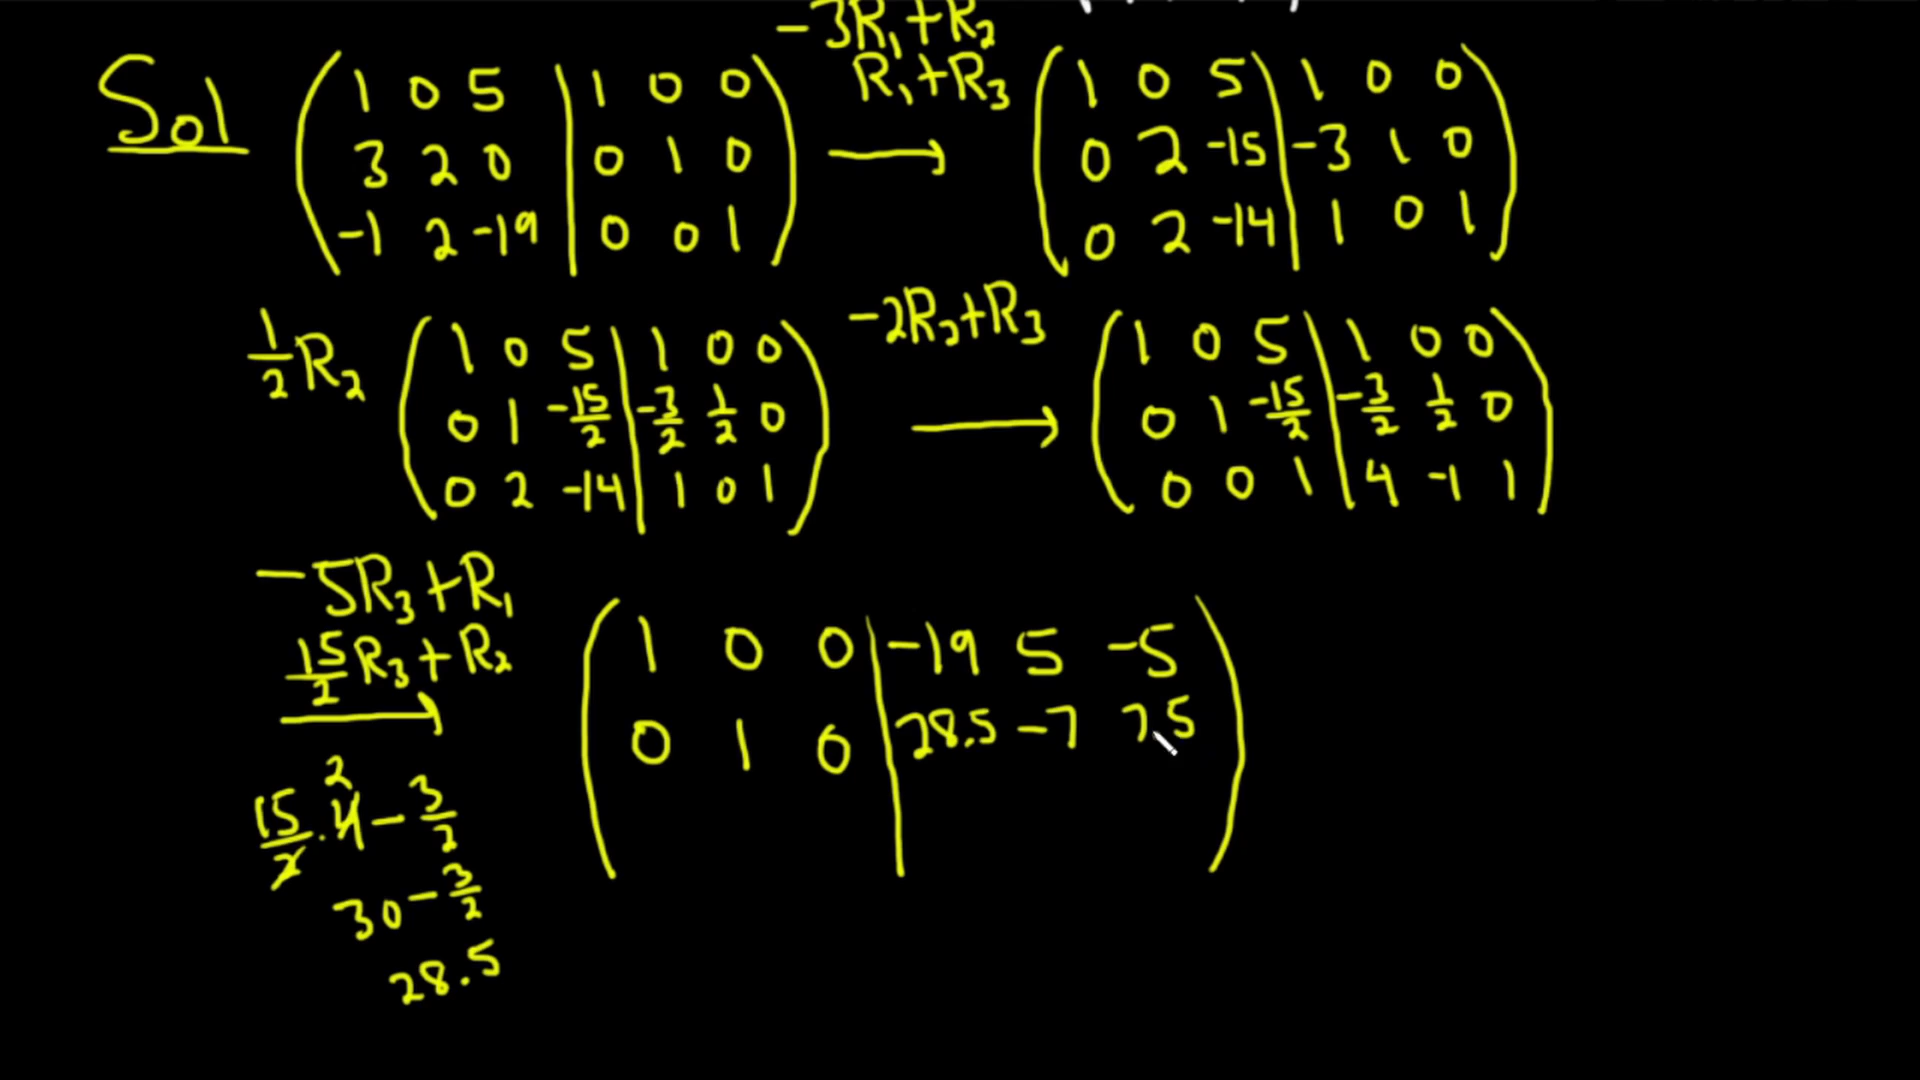 -3R₁+R₂
R₁+R₃
Sol
( 1 0 5 | 1 0 0 )
( 3 2 0 | 0 1 0 )
( -1 2 -19 | 0 0 1 )
→
( 1 0 5 | 1 0 0 )
( 0 2 -15 | -3 1 0 )
( 0 2 -14 | 1 0 1 )
1/2 R₂
( 1 0 5 | 1 0 0 )
( 0 1 -15/2 | -3/2 1/2 0 )
( 0 2 -14 | 1 0 1 )
-2R₂+R₃
→
( 1 0 5 | 1 0 0 )
( 0 1 -15/2 | -3/2 1/2 0 )
( 0 0 1 | 4 -1 1 )
-5R₃+R₁
15/2 R₃+R₂
→
( 1 0 0 | -19 5 -5 )
( 0 1 0 | 28.5 -7 7.5 )
2
15/2 · 4 - 3/2
30 - 3/2
28.5